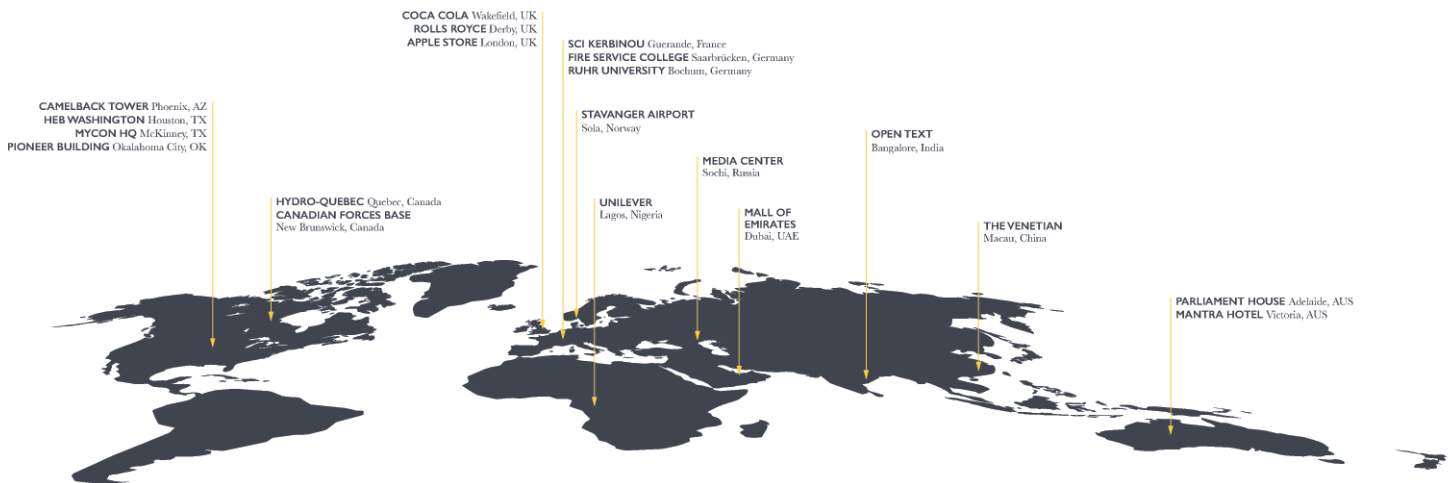 COCA COLA Wakefield, UK
ROLLS ROYCE Derby, UK
APPLE STORE London, UK
SCI KERBINOU Guerande, France
FIRE SERVICE COLLEGE Saarbrücken, Germany
RUHR UNIVERSITY Bochum, Germany
CAMELBACK TOWER Phoenix, AZ
HEB WASHINGTON Houston, TX
MYCON HQ McKinney, TX
PIONEER BUILDING Okalahoma City, OK
STAVANGER AIRPORT
Sola, Norway
OPEN TEXT
Bangalore, India
MEDIA CENTER
Sochi, Russia
HYDRO-QUEBEC Quebec, Canada
CANADIAN FORCES BASE
New Brunswick, Canada
UNILEVER
Lagos, Nigeria
MALL OF
EMIRATES
Dubai, UAE
THE VENETIAN
Macau, China
PARLIAMENT HOUSE Adelaide, AUS
MANTRA HOTEL Victoria, AUS